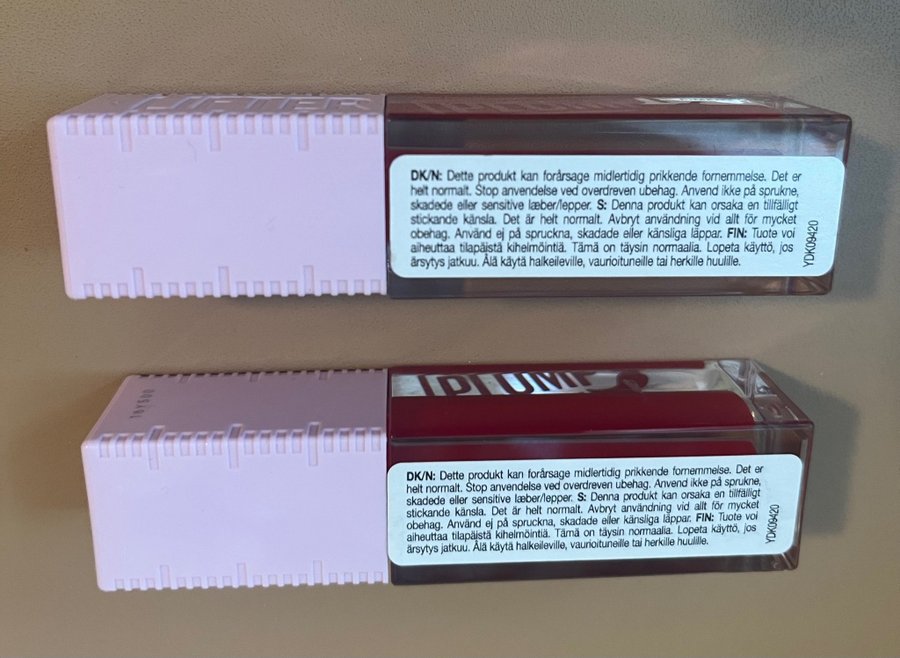 LIFTER
DK/N: Dette produkt kan forårsage midlertidig prikkende fornemmelse. Det er
helt normalt. Stop anvendelse ved overdreven ubehag. Anvend ikke på sprukne,
skadede eller sensitive læber/lepper. S: Denna produkt kan orsaka en tillfälligt
stickande känsla. Det är helt normalt. Avbryt användning vid allt för mycket
obehag. Använd ej på spruckna, skadade eller känsliga läppar. FIN: Tuote voi
aiheuttaa tilapäistä kihelmöintiä. Tämä on täysin normaalia. Lopeta käyttö, jos
ärsytys jatkuu. Älä käytä halkeileville, vaurioituneille tai herkille huulille.
YDK09420
PLUMP
DK/N: Dette produkt kan forårsage midlertidig prikkende fornemmelse. Det er
helt normalt. Stop anvendelse ved overdreven ubehag. Anvend ikke på sprukne,
skadede eller sensitive læber/lepper. S: Denna produkt kan orsaka en tillfälligt
stickande känsla. Det är helt normalt. Avbryt användning vid allt för mycket
obehag. Använd ej på spruckna, skadade eller känsliga läppar. FIN: Tuote voi
aiheuttaa tilapäistä kihelmöintiä. Tämä on täysin normaalia. Lopeta käyttö, jos
ärsytys jatkuu. Älä käytä halkeileville, vaurioituneille tai herkille huulille.
YDK09420